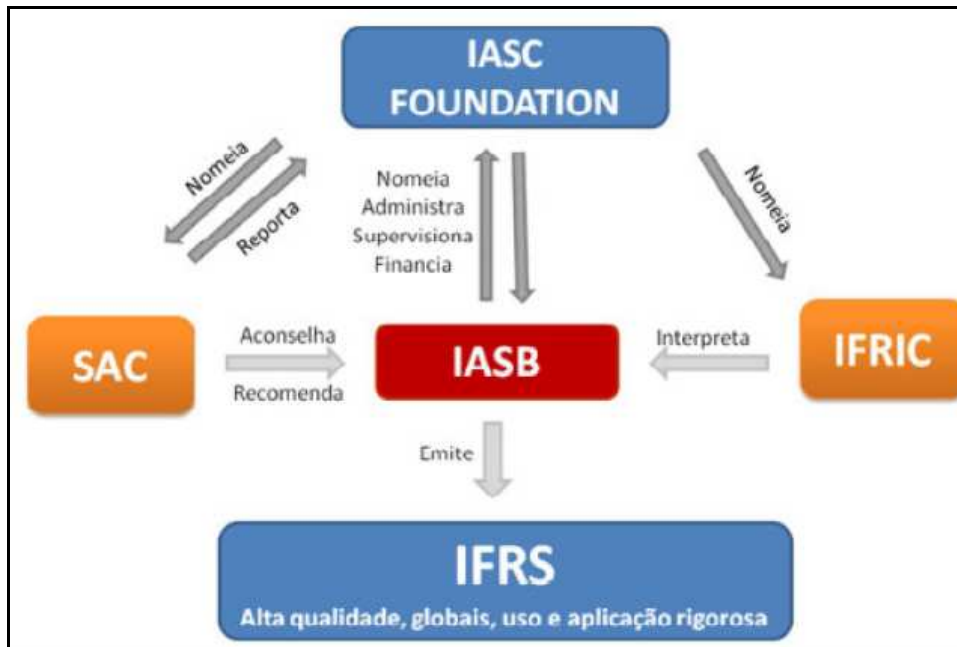 IASC
FOUNDATION
Nomeia
Reporta
Nomeia
Administra
Supervisiona
Financia
Nomeia
SAC
Aconselha
Recomenda
IASB
Interpreta
IFRIC
Emite
IFRS
Alta qualidade, globais, uso e aplicação rigorosa